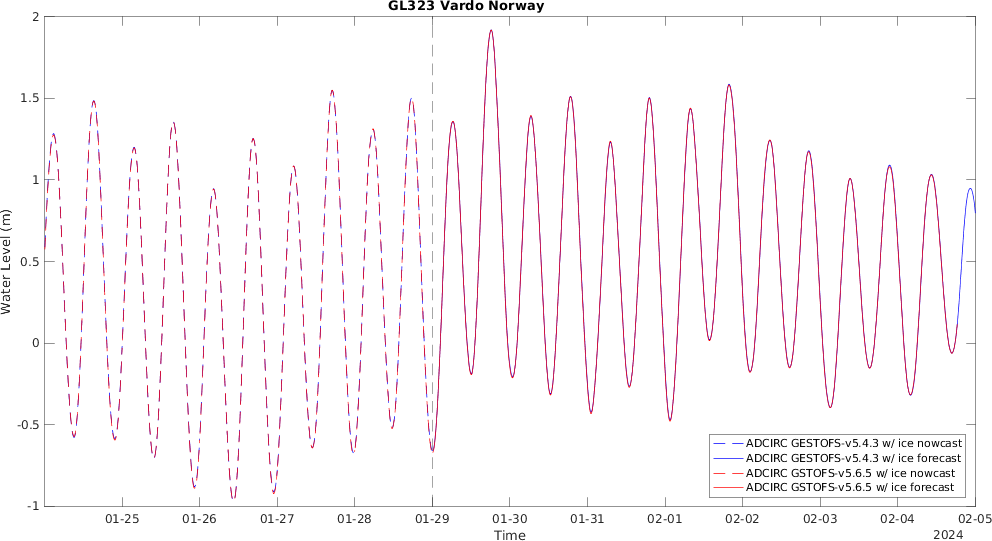 GL323 Vardo Norway
Water Level (m)
2
1.5
1
0.5
0
-0.5
-1
01-25 01-26 01-27 01-28 01-29 01-30 01-31 02-01 02-02 02-03 02-04 02-05
Time
2024
ADCIRC GESTOFS-v5.4.3 w/ ice nowcast
ADCIRC GESTOFS-v5.4.3 w/ ice forecast
ADCIRC GSTOFS-v5.6.5 w/ ice nowcast
ADCIRC GSTOFS-v5.6.5 w/ ice forecast